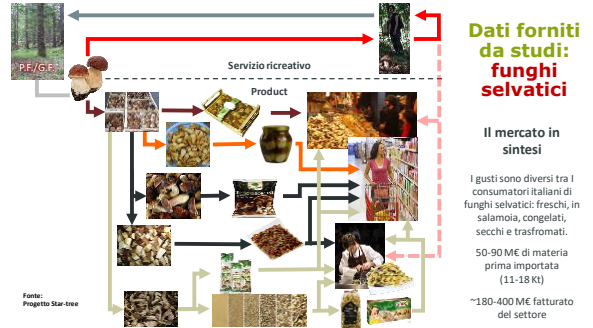 P.F./G.F.
Servizio ricreativo
Product
Fonte:
Progetto Star-tree
Dati forniti
da studi:
funghi
selvatici
Il mercato in
sintesi
I gusti sono diversi tra I
consumatori italiani di
funghi selvatici: freschi, in
salamoia, congelati,
secchi e trasfromati.
50-90 M€ di materia
prima importata
(11-18 Kt)
~180-400 M€ fatturato
del settore